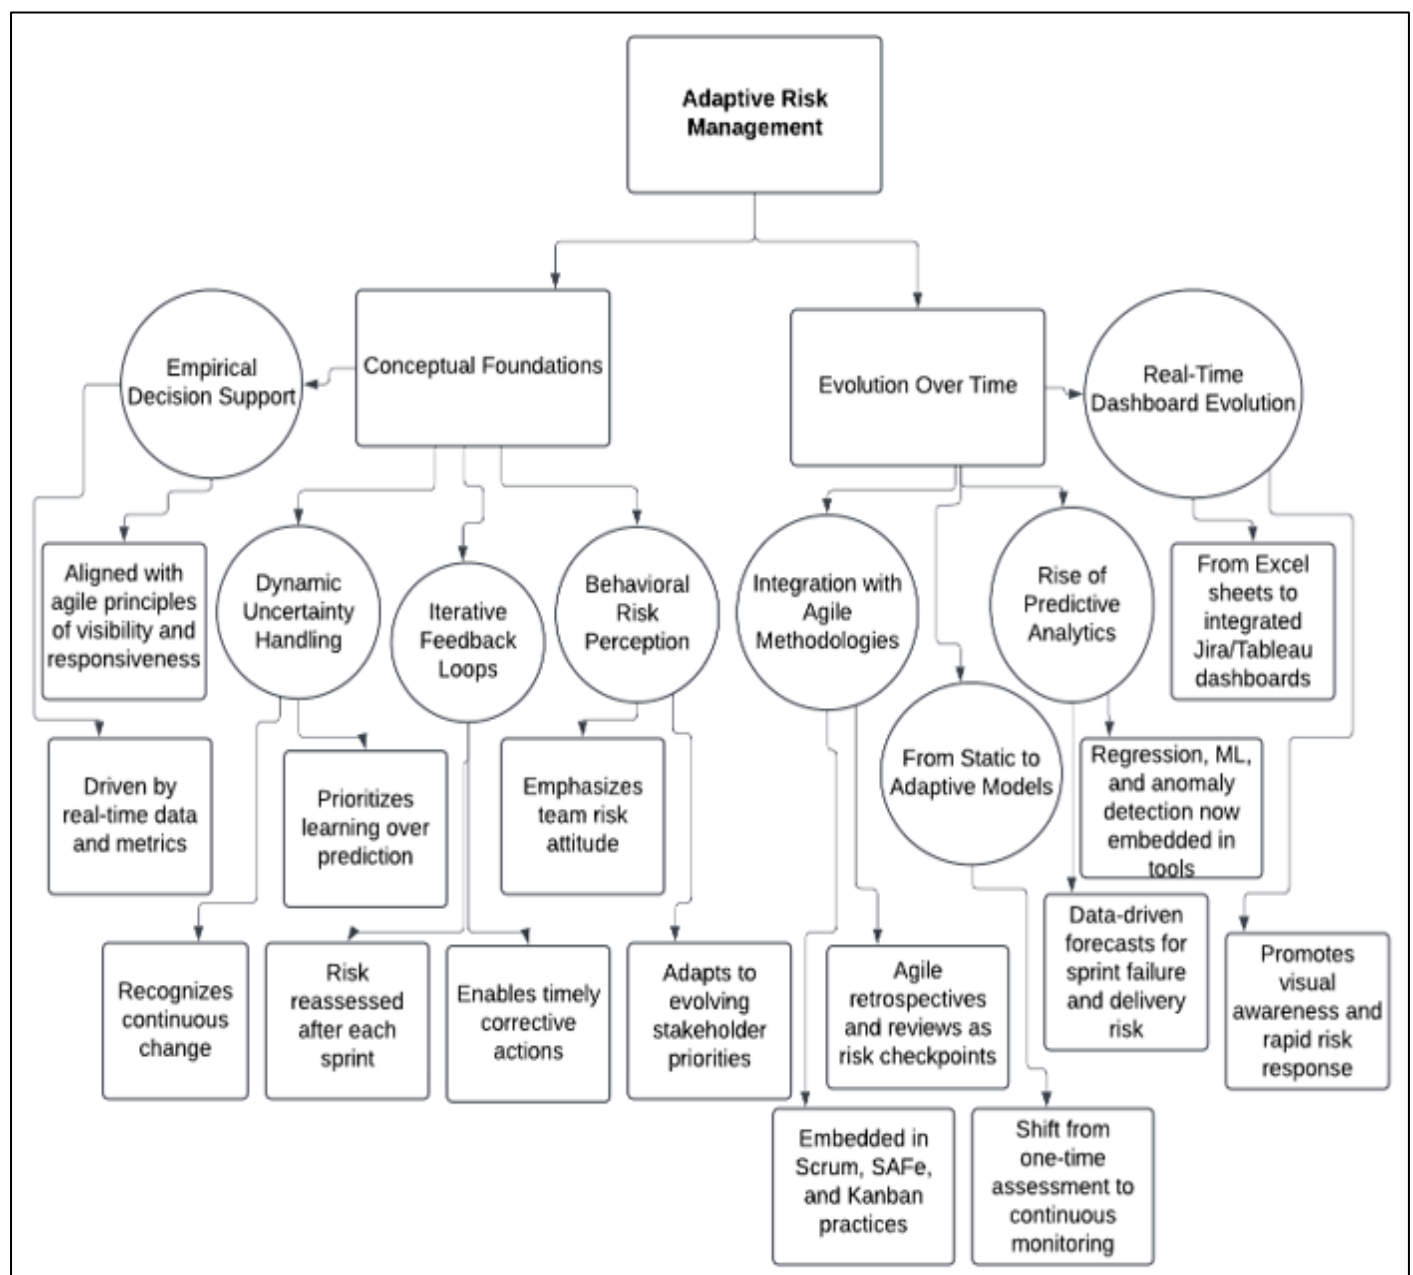 Adaptive Risk
Management
Conceptual Foundations
Evolution Over Time
Empirical
Decision Support
Real-Time
Dashboard Evolution
Aligned with
agile principles
of visibility and
responsiveness
Dynamic
Uncertainty
Handling
Iterative
Feedback
Loops
Behavioral
Risk
Perception
Integration with
Agile
Methodologies
Rise of
Predictive
Analytics
From Excel
sheets to
integrated
Jira/Tableau
dashboards
Driven by
real-time data
and metrics
Prioritizes
learning over
prediction
Emphasizes
team risk
attitude
From Static to
Adaptive Models
Regression, ML,
and anomaly
detection now
embedded in
tools
Recognizes
continuous
change
Risk
reassessed
after each
sprint
Enables timely
corrective
actions
Adapts to
evolving
stakeholder
priorities
Agile
retrospectives
and reviews as
risk checkpoints
Data-driven
forecasts for
sprint failure
and delivery
risk
Promotes
visual
awareness and
rapid risk
response
Embedded in
Scrum, SAFe,
and Kanban
practices
Shift from
one-time
assessment to
continuous
monitoring